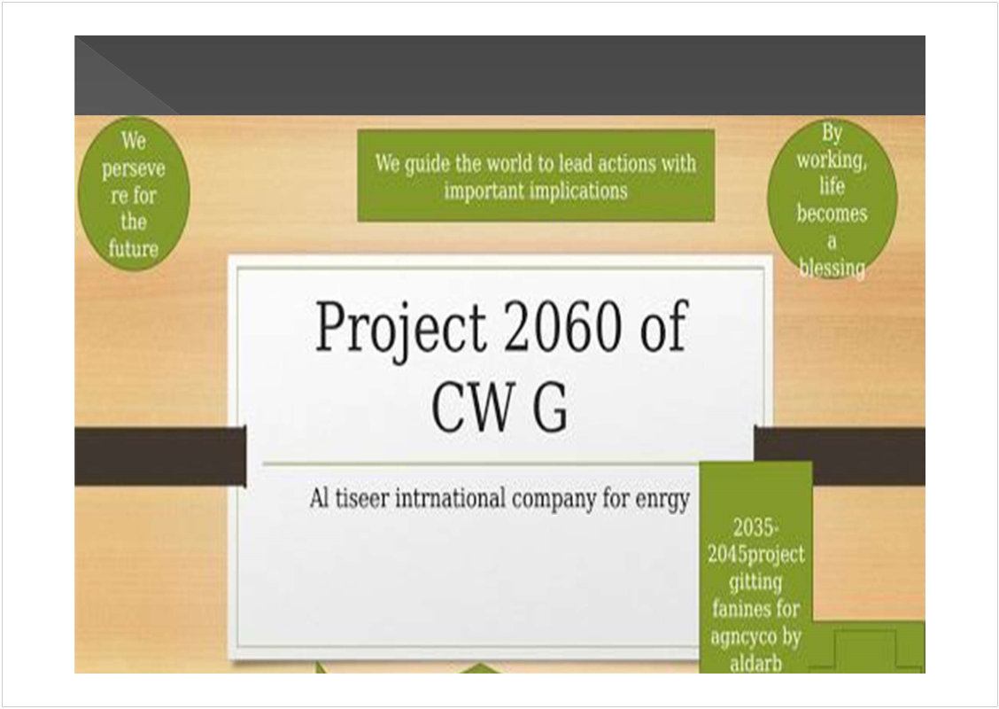 We
perseve
re for
the
future
We guide the world to lead actions with
important implications
By
working,
life
becomes
a
blessing
Project 2060 of
CW G
Al tiseer intrnational company for enrgy
2035-
2045project
gitting
fanines for
agncyco by
aldarb